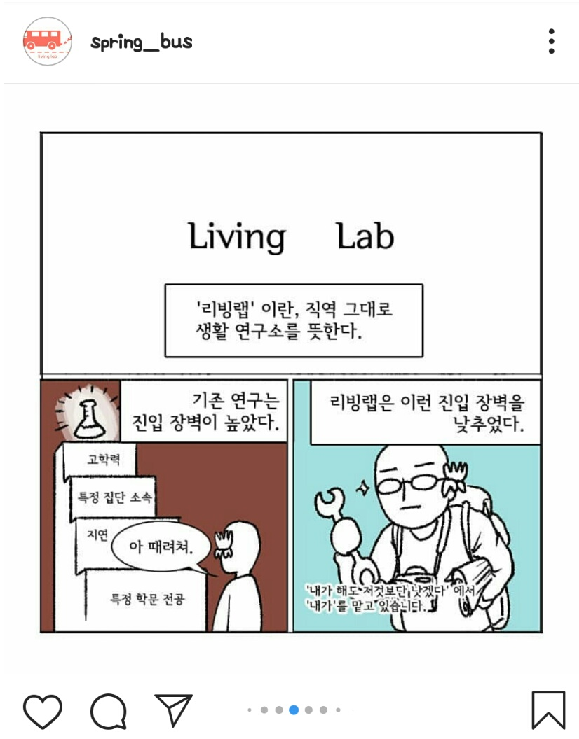 spring_bus
Living Lab
'리빙랩' 이란, 직역 그대로
생활 연구소를 뜻한다.
기존 연구는
진입 장벽이 높았다.
고학력
특정 집단 소속
지연
아 때려쳐.
특정 학문 전공
리빙랩은 이런 진입 장벽을
낮추었다.
'내가 해도 저것보단 낫겠다' 에서
'내가'를 맡고 있습니다.